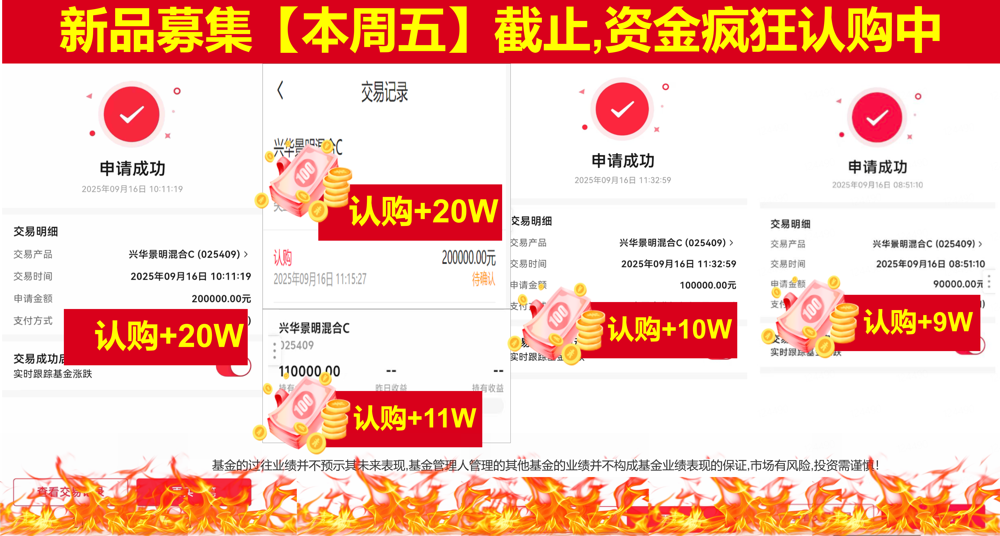 新品募集【本周五】截止,资金疯狂认购中
申请成功
2025年09月16日 10:11:19
交易明细
交易产品 兴华景明混合C (025409) >
交易时间 2025年09月16日 10:11:19
申请金额 200000.00元
支付方式 )
认购+20W
交易成功后
实时跟踪基金涨跌
查看交易记录
交易记录
兴华景明混合C
100
认购+20W
认购 200000.00元
2025年09月16日 11:15:27 待确认
兴华景明混合C
025409
110000.00 -- --
持有 昨日收益 持有收益
100
认购+11W
申请成功
2025年09月16日 11:32:59
交易明细
交易产品 兴华景明混合C (025409) >
交易时间 2025年09月16日 11:32:59
申请金额 100000.00元
支付
100
认购+10W
实时跟踪基金
申请成功
2025年09月16日 08:51:10
交易明细
交易产品 兴华景明混合C (025409) >
交易时间 2025年09月16日 08:51:10
申请金额 90000.00元
支付 )
100
认购+9W
实时跟踪基 跌
基金的过往业绩并不预示其未来表现,基金管理人管理的其他基金的业绩并不构成基金业绩表现的保证,市场有风险,投资需谨慎!